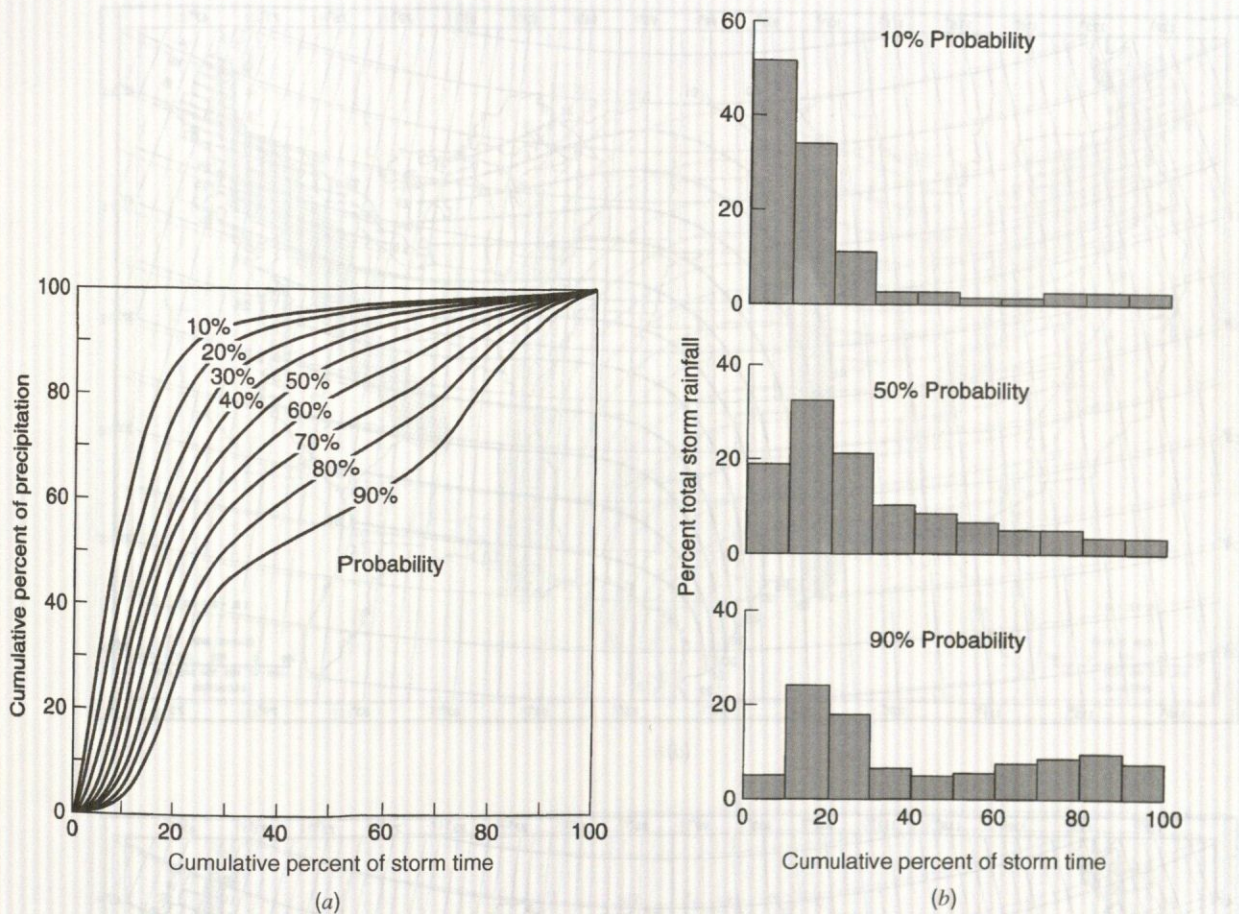 100
80
60
40
20
0
Cumulative percent of precipitation
10%
20%
30%
40%
50%
60%
70%
80%
90%
Probability
0 20 40 60 80 100
Cumulative percent of storm time
(a)
60
40
20
0
10% Probability
40
20
0
50% Probability
40
20
0
90% Probability
Percent total storm rainfall
0 20 40 60 80 100
Cumulative percent of storm time
(b)